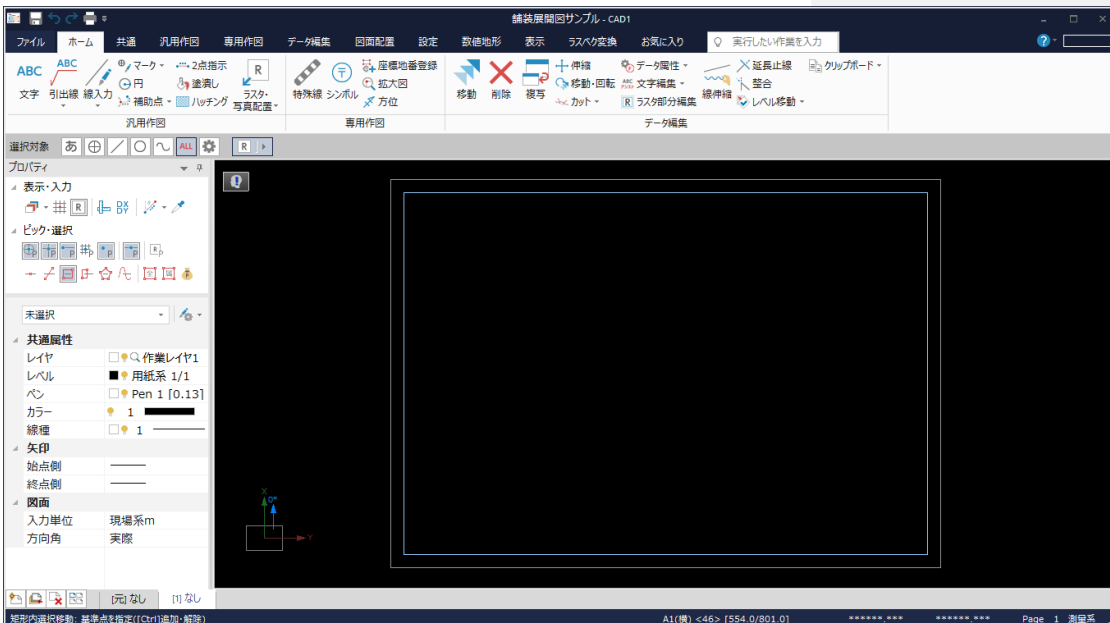 舗装展開図サンプル - CAD1
ファイル ホーム 共通 汎用作図 専用作図 データ編集 図面配置 設定 数値地形 表示 ラスベク変換 お気に入り 実行したい作業を入力
ABC ABC マーク 2点指示 R 座標地番登録 伸縮 データ属性 延長止線 クリップボード
円 塗潰し 拡大図 移動・回転 文字編集 整合
文字 引出線 線入力 補助点 ハッチング ラスタ・写真配置 特殊線 シンボル 方位 移動 削除 複写 カット R ラスタ部分編集 線伸縮 レベル移動
汎用作図 専用作図 データ編集
選択対象 あ ALL R
プロパティ
表示・入力
R DX DY
ピック・選択
未選択
共通属性
レイヤ 作業レイヤ1
レベル 用紙系 1/1
ペン Pen 1 [0.13]
カラー 1
線種 1
矢印
始点側
終点側
図面
入力単位 現場系m
方向角 実際
X 0°
Y
[元] なし [1] なし
矩形内選択移動: 基準点を指定([Ctrl]追加・解除) A1(横) <46> [554.0/801.0] ******.*** ******.*** Page 1 測量系